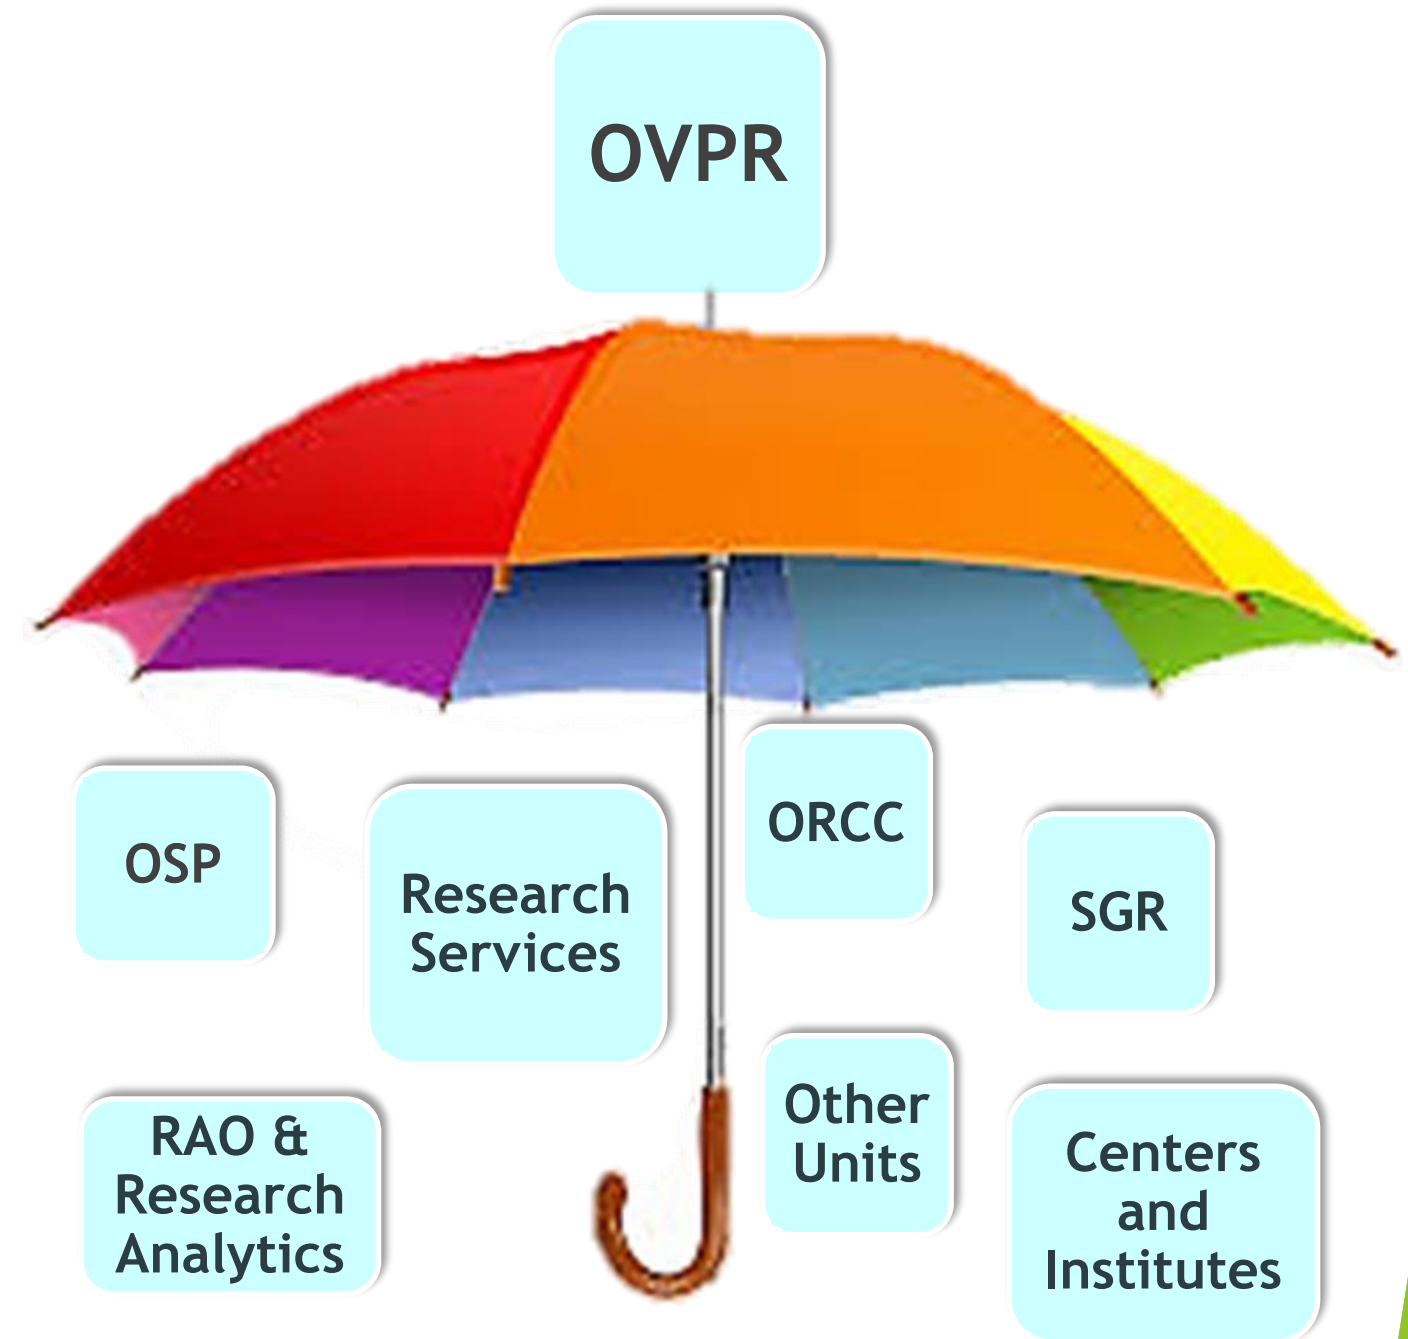 OVPR
OSP
Research
Services
ORCC
SGR
RAO &
Research
Analytics
Other
Units
Centers
and
Institutes